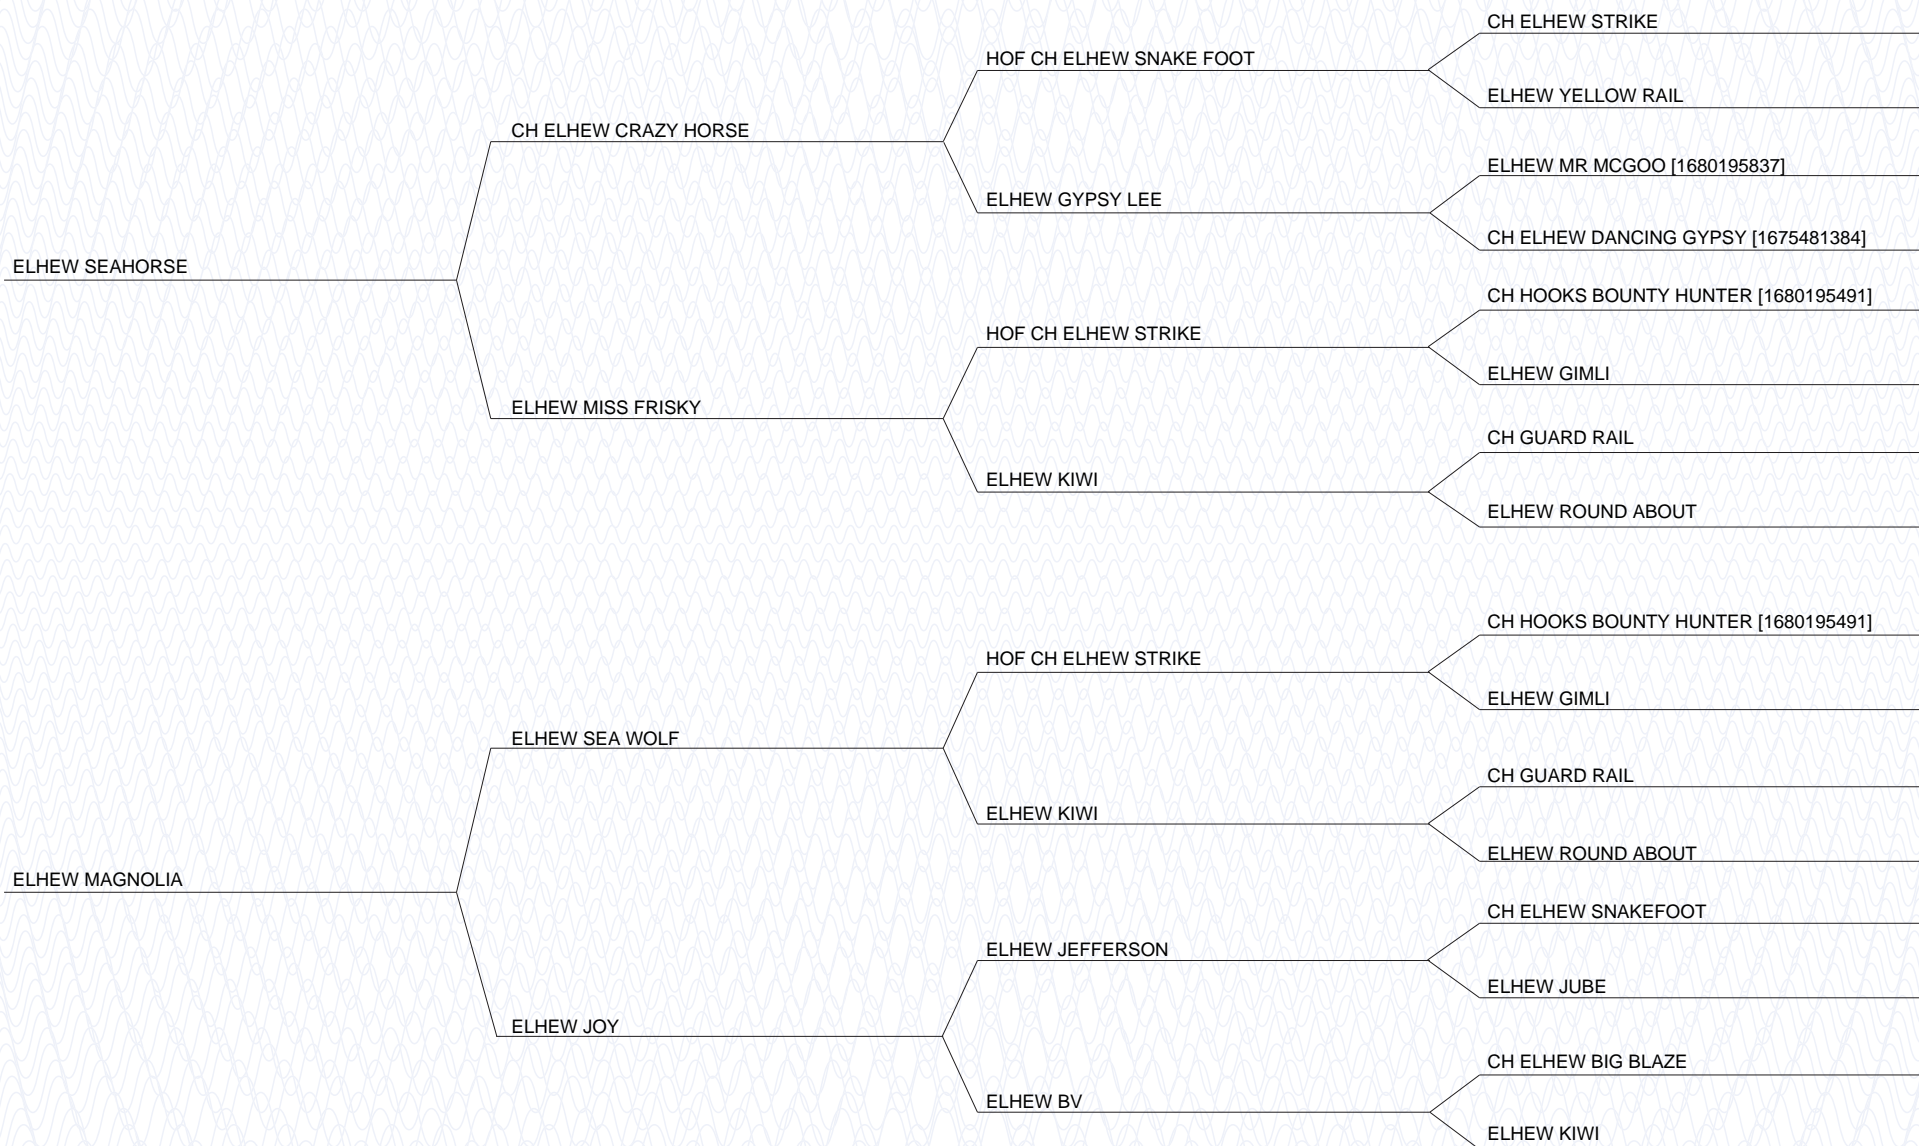 CH ELHEW STRIKE
HOF CH ELHEW SNAKE FOOT
ELHEW YELLOW RAIL
CH ELHEW CRAZY HORSE
ELHEW MR MCGOO [1680195837]
ELHEW GYPSY LEE
CH ELHEW DANCING GYPSY [1675481384]
ELHEW SEAHORSE
CH HOOKS BOUNTY HUNTER [1680195491]
HOF CH ELHEW STRIKE
ELHEW GIMLI
ELHEW MISS FRISKY
CH GUARD RAIL
ELHEW KIWI
ELHEW ROUND ABOUT
CH HOOKS BOUNTY HUNTER [1680195491]
HOF CH ELHEW STRIKE
ELHEW GIMLI
ELHEW SEA WOLF
CH GUARD RAIL
ELHEW KIWI
ELHEW ROUND ABOUT
ELHEW MAGNOLIA
CH ELHEW SNAKEFOOT
ELHEW JEFFERSON
ELHEW JUBE
ELHEW JOY
CH ELHEW BIG BLAZE
ELHEW BV
ELHEW KIWI